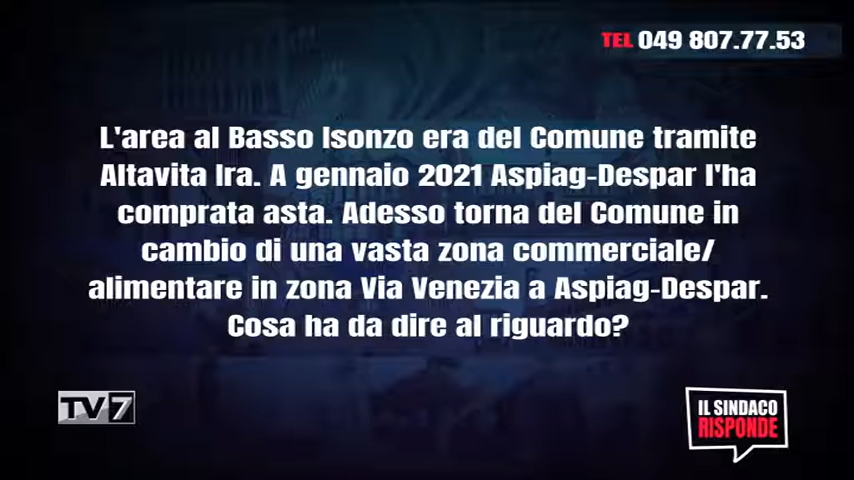 TEL 049 807.77.53
L'area al Basso Isonzo era del Comune tramite
Altavita Ira. A gennaio 2021 Aspiag-Despar l'ha
comprata asta. Adesso torna del Comune in
cambio di una vasta zona commerciale/
alimentare in zona Via Venezia a Aspiag-Despar.
Cosa ha da dire al riguardo?
TV7
IL SINDACO
RISPONDE